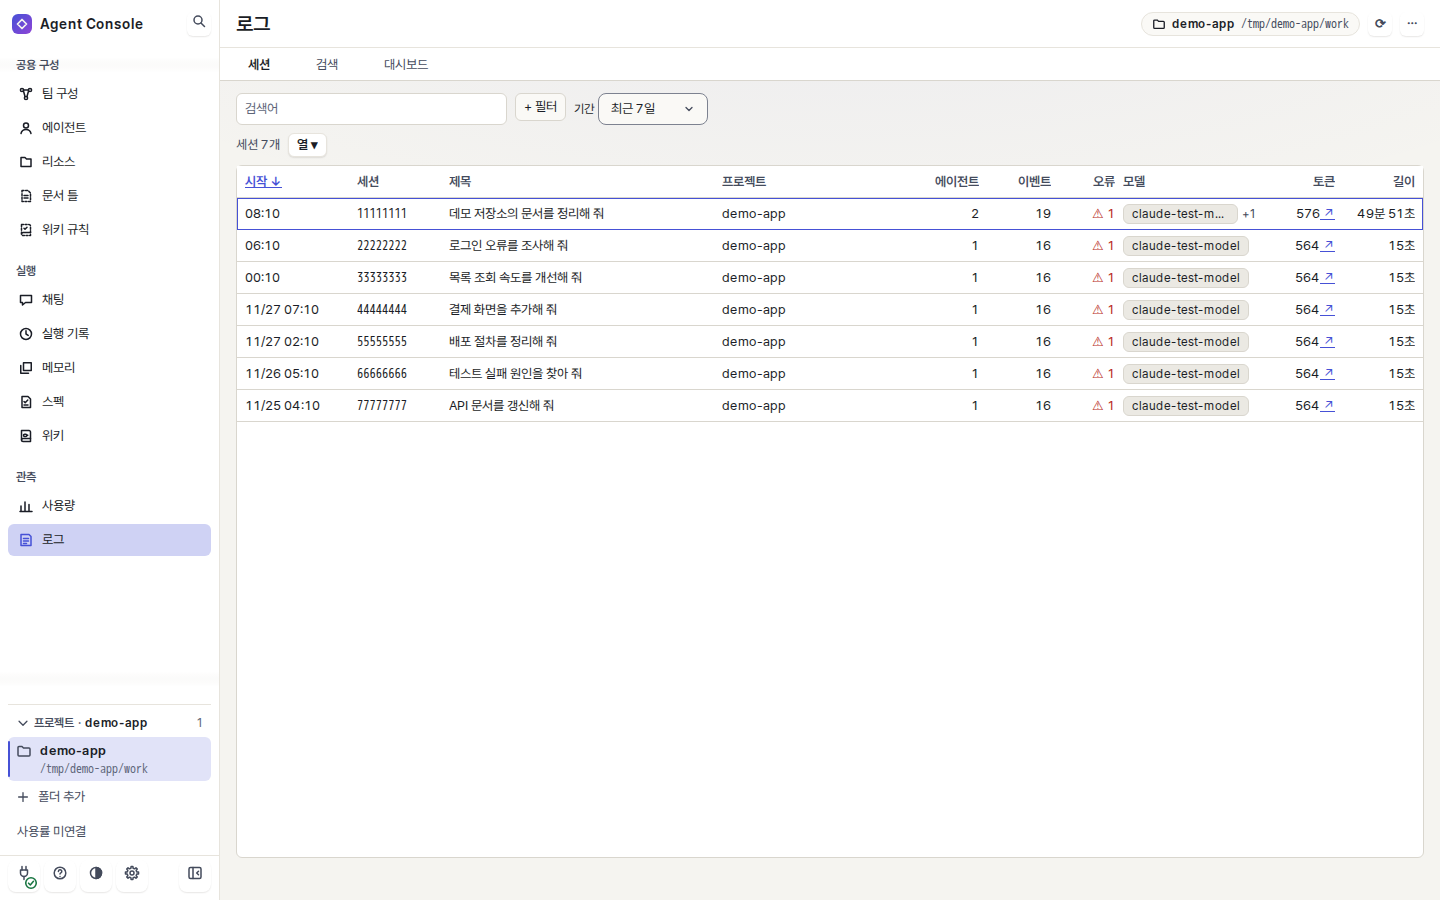 Agent Console
공용 구성
팀 구성
에이전트
리소스
문서 틀
위키 규칙
실행
채팅
실행 기록
메모리
스펙
위키
관측
사용량
로그
프로젝트 · demo-app 1
demo-app
/tmp/demo-app/work
폴더 추가
사용률 미연결
로그
demo-app /tmp/demo-app/work
세션 검색 대시보드
검색어 + 필터 기간 최근 7일
세션 7개 열 ▾
시작 ↓ 세션 제목 프로젝트 에이전트 이벤트 오류 모델 토큰 길이
08:10 11111111 데모 저장소의 문서를 정리해 줘 demo-app 2 19 ⚠ 1 claude-test-m... +1 576 ↗ 49분 51초
06:10 22222222 로그인 오류를 조사해 줘 demo-app 1 16 ⚠ 1 claude-test-model 564 ↗ 15초
00:10 33333333 목록 조회 속도를 개선해 줘 demo-app 1 16 ⚠ 1 claude-test-model 564 ↗ 15초
11/27 07:10 44444444 결제 화면을 추가해 줘 demo-app 1 16 ⚠ 1 claude-test-model 564 ↗ 15초
11/27 02:10 55555555 배포 절차를 정리해 줘 demo-app 1 16 ⚠ 1 claude-test-model 564 ↗ 15초
11/26 05:10 66666666 테스트 실패 원인을 찾아 줘 demo-app 1 16 ⚠ 1 claude-test-model 564 ↗ 15초
11/25 04:10 77777777 API 문서를 갱신해 줘 demo-app 1 16 ⚠ 1 claude-test-model 564 ↗ 15초